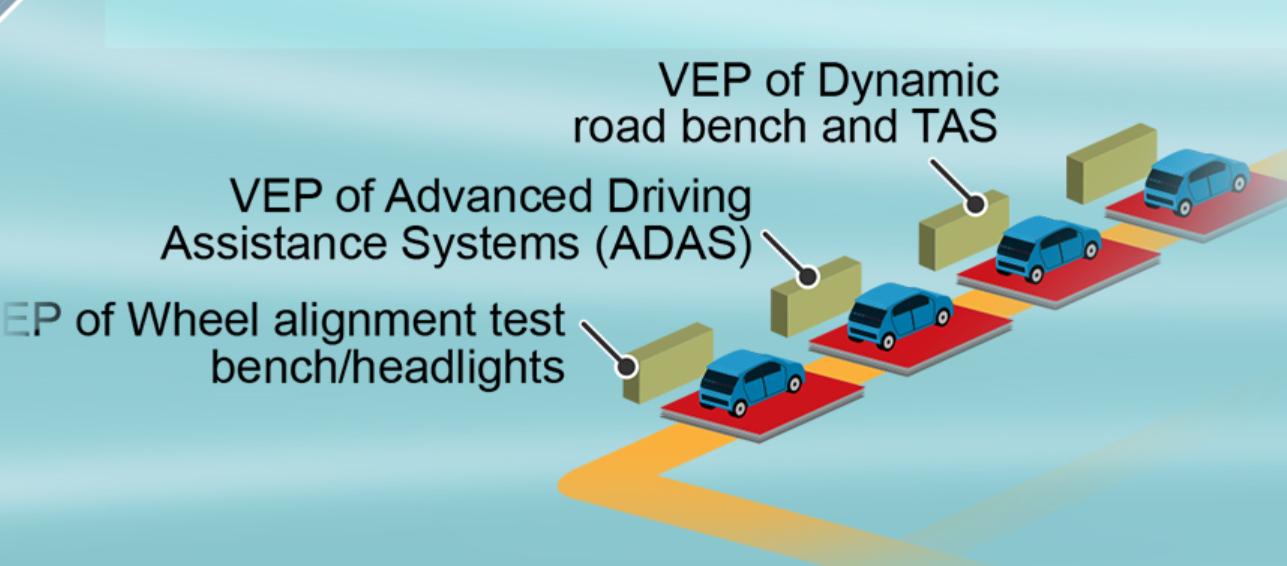 VEP of Dynamic
road bench and TAS
VEP of Advanced Driving
Assistance Systems (ADAS)
EP of Wheel alignment test
bench/headlights